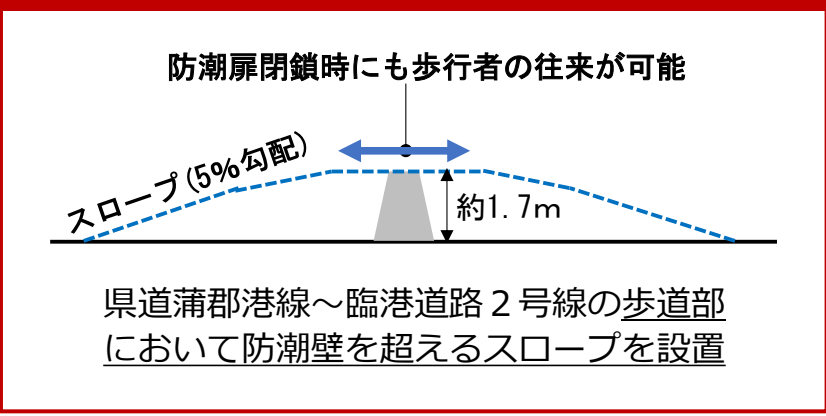 防潮扉閉鎖時にも歩行者の往来が可能
スロープ(5%勾配)
約1.7m
県道蒲郡港線～臨港道路２号線の歩道部
において防潮壁を超えるスロープを設置